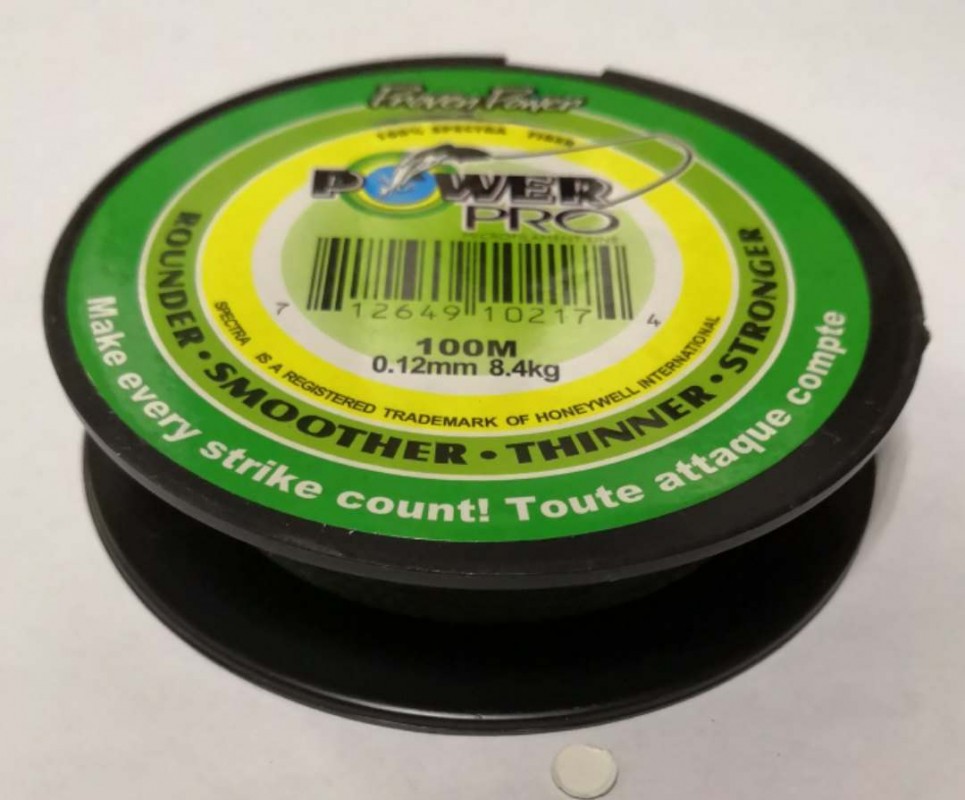 Proven Power
100% SPECTRA FIBER
POWER
PRO
7 12649 10217 4
100M
0.12mm 8.4kg
SPECTRA IS A REGISTERED TRADEMARK OF HONEYWELL INTERNATIONAL
ROUNDER • SMOOTHER • THINNER • STRONGER
Make every strike count! Toute attaque compte